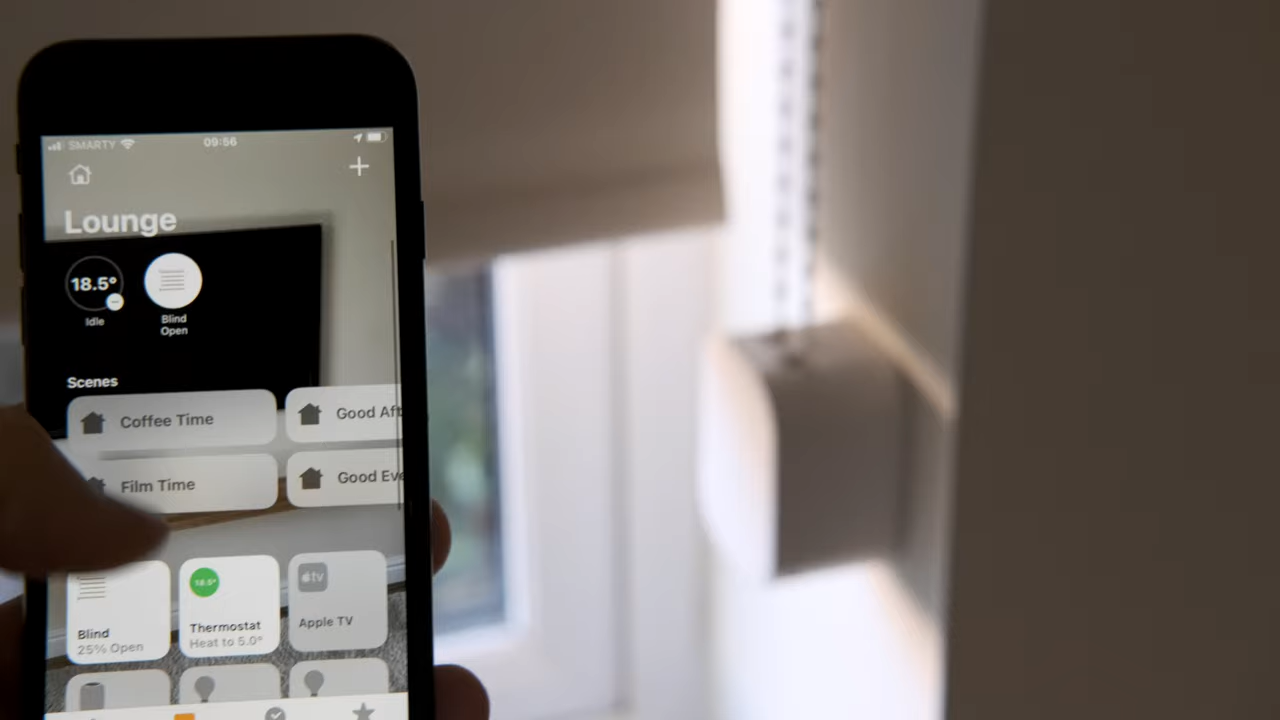 SMARTY
09:56
Lounge
18.5°
Idle
Blind
Open
Scenes
Coffee Time
Good Aft
Film Time
Good Eve
18.5°
tv
Blind
25% Open
Thermostat
Heat to 5.0°
Apple TV